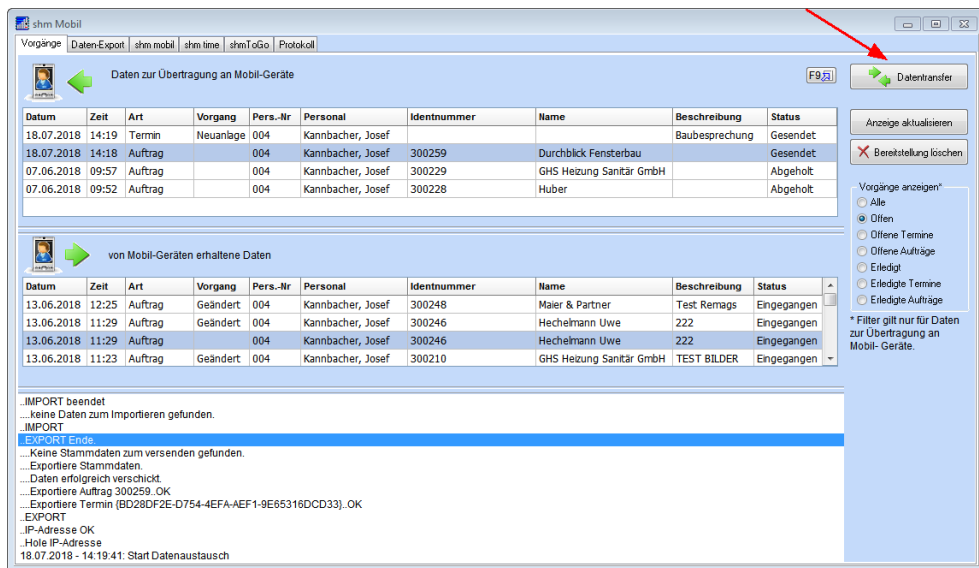 shm Mobil
Vorgänge Daten-Export shm mobil shm time shmToGo Protokoll
Daten zur Übertragung an Mobil-Geräte
F9
Datentransfer
Datum Zeit Art Vorgang Pers.-Nr Personal Identnummer Name Beschreibung Status
18.07.2018 14:19 Termin Neuanlage 004 Kannbacher, Josef Baubesprechung Gesendet
18.07.2018 14:18 Auftrag 004 Kannbacher, Josef 300259 Durchblick Fensterbau Gesendet
07.06.2018 09:57 Auftrag 004 Kannbacher, Josef 300229 GHS Heizung Sanitär GmbH Abgeholt
07.06.2018 09:52 Auftrag 004 Kannbacher, Josef 300228 Huber Abgeholt
Anzeige aktualisieren
Bereitstellung löschen
Vorgänge anzeigen*
Alle
Offen
Offene Termine
Offene Aufträge
Erledigt
Erledigte Termine
Erledigte Aufträge
* Filter gilt nur für Daten
zur Übertragung an
Mobil- Geräte.
von Mobil-Geräten erhaltene Daten
Datum Zeit Art Vorgang Pers.-Nr Personal Identnummer Name Beschreibung Status
13.06.2018 12:25 Auftrag Geändert 004 Kannbacher, Josef 300248 Maier & Partner Test Remags Eingegangen
13.06.2018 11:29 Auftrag Geändert 004 Kannbacher, Josef 300246 Hechelmann Uwe 222 Eingegangen
13.06.2018 11:29 Auftrag 004 Kannbacher, Josef 300246 Hechelmann Uwe 222 Eingegangen
13.06.2018 11:23 Auftrag Geändert 004 Kannbacher, Josef 300210 GHS Heizung Sanitär GmbH TEST BILDER Eingegangen
..IMPORT beendet
....keine Daten zum Importieren gefunden.
..IMPORT
..EXPORT Ende.
....Keine Stammdaten zum versenden gefunden.
....Exportiere Stammdaten.
....Daten erfolgreich verschickt.
....Exportiere Auftrag 300259..OK
....Exportiere Termin {BD28DF2E-D754-4EFA-AEF1-9E65316DCD33}..OK
..EXPORT
..IP-Adresse OK
..Hole IP-Adresse
18.07.2018 - 14:19:41: Start Datenaustausch